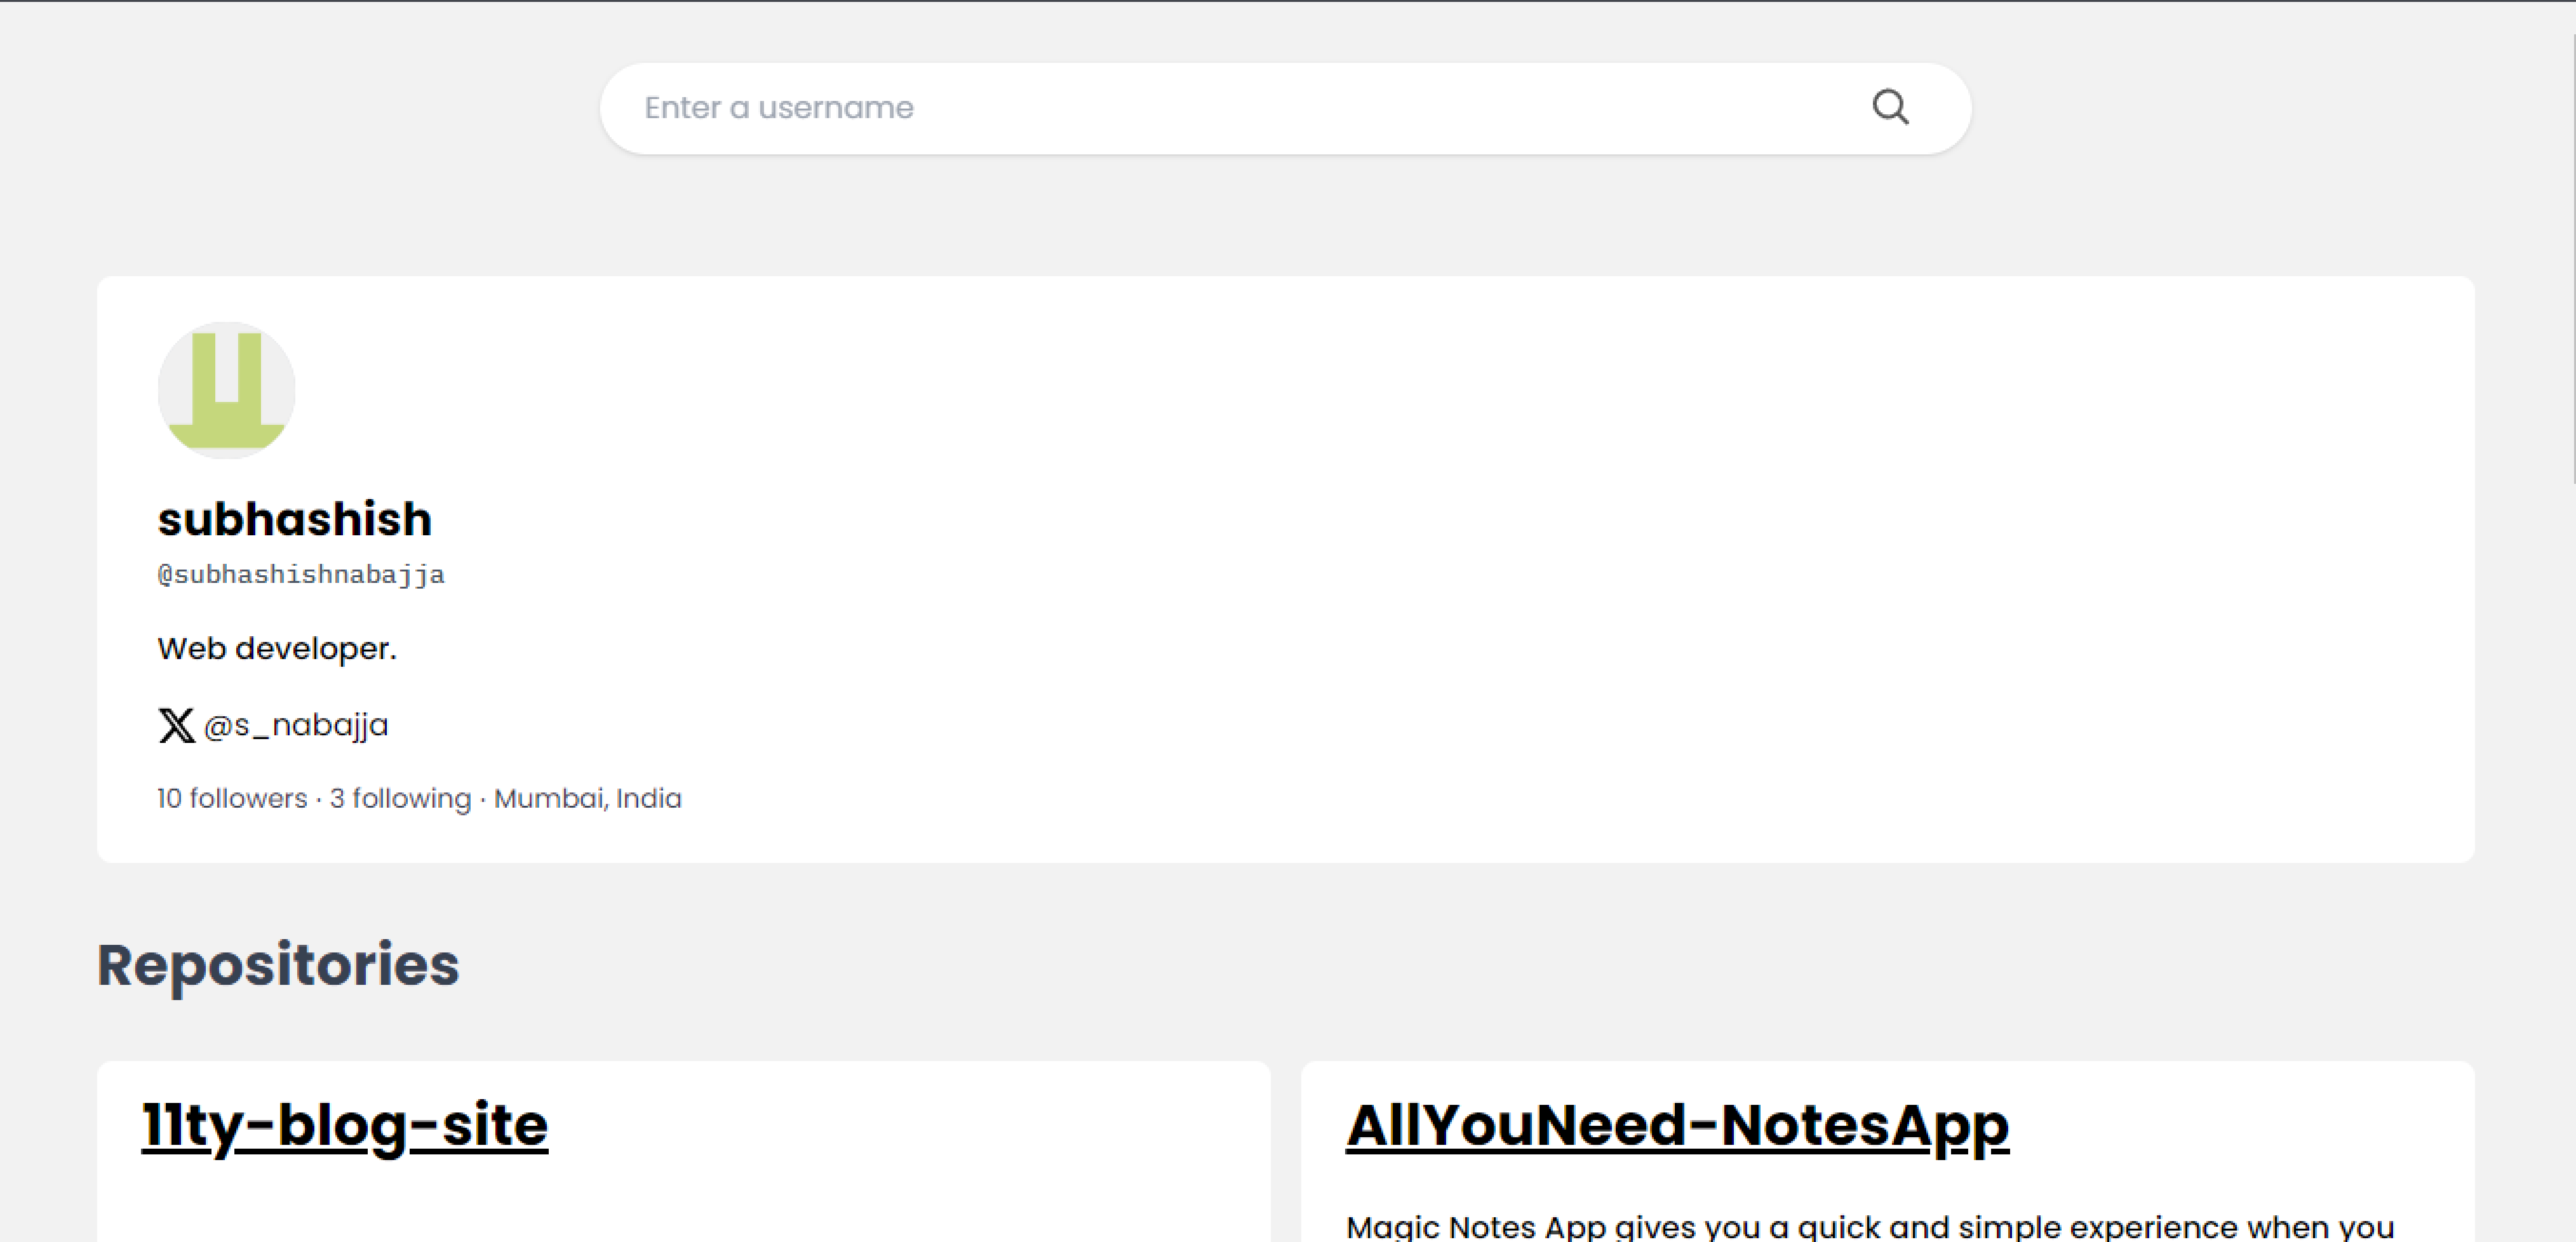 Enter a username
subhashish
@subhashishnabajja
Web developer.
@s_nabajja
10 followers · 3 following · Mumbai, India
Repositories
11ty-blog-site
AllYouNeed-NotesApp
Magic Notes App gives you a quick and simple experience when you